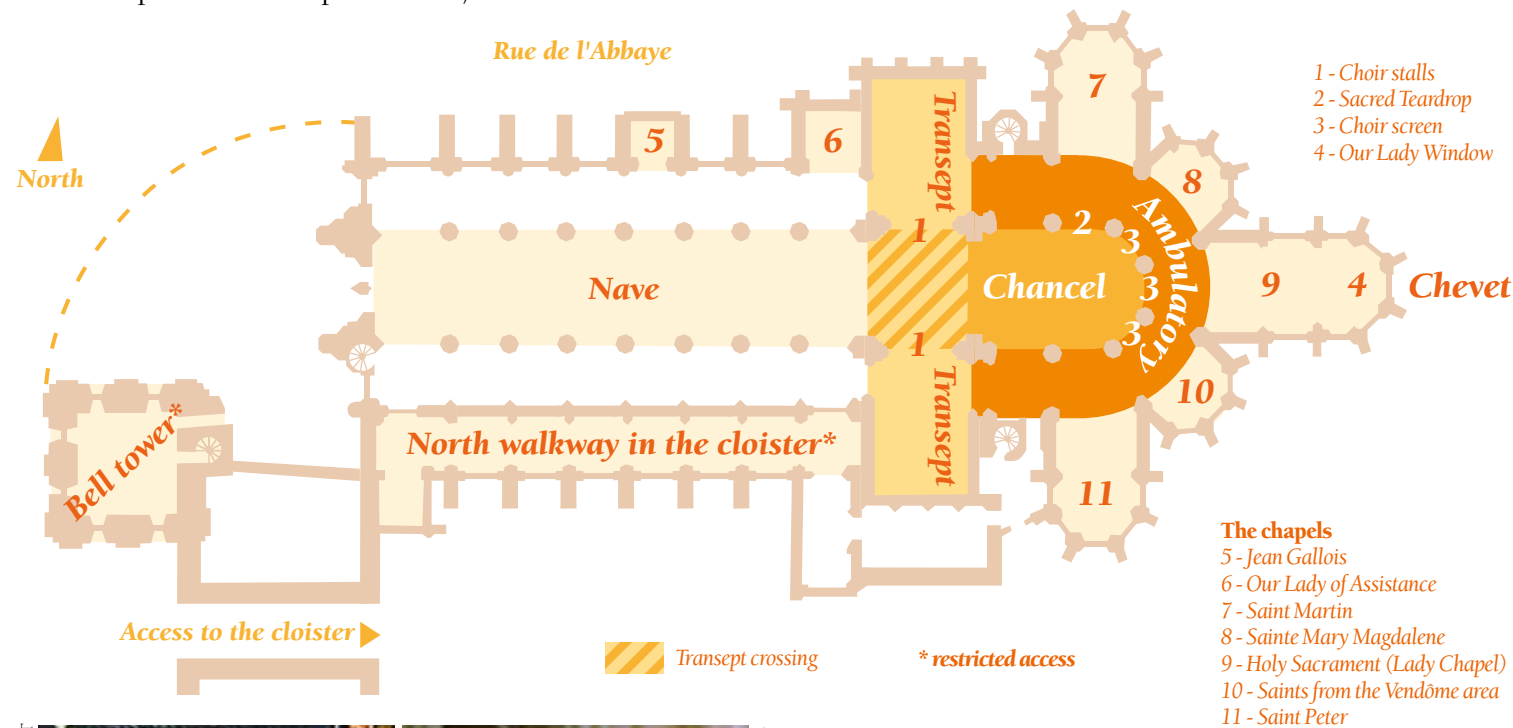 Rue de l'Abbaye
North
1 - Choir stalls
2 - Sacred Teardrop
3 - Choir screen
4 - Our Lady Window
7
5
6
Transept
8
1
2
3
Ambulatory
Nave
Chancel
3
9
4
Chevet
1
3
Transept
10
Bell tower*
North walkway in the cloister*
11
The chapels
5 - Jean Gallois
6 - Our Lady of Assistance
7 - Saint Martin
8 - Sainte Mary Magdalene
9 - Holy Sacrament (Lady Chapel)
10 - Saints from the Vendôme area
11 - Saint Peter
Access to the cloister
Transept crossing
* restricted access